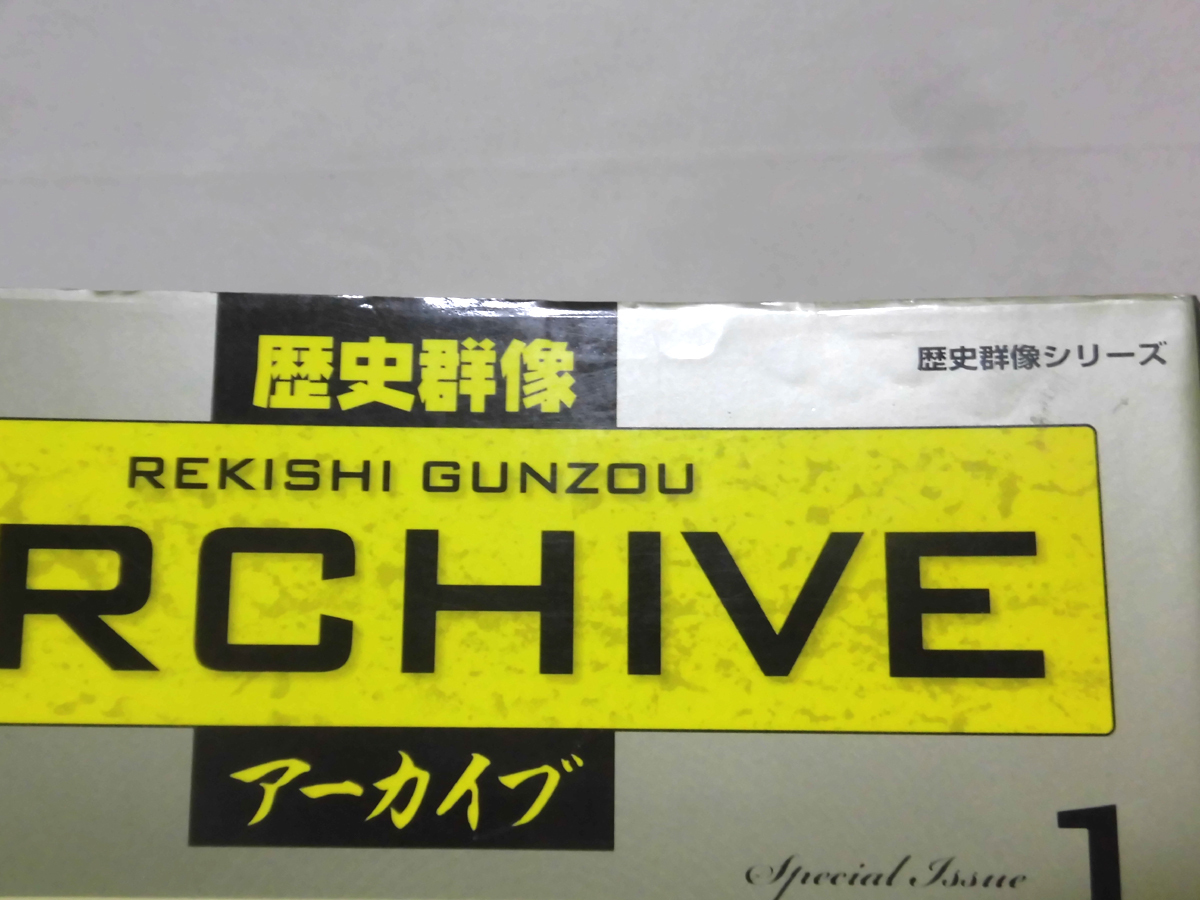 歴史群像
歴史群像シリーズ
REKISHI GUNZOU
RCHIVE
アーカイブ
Special Issue
1